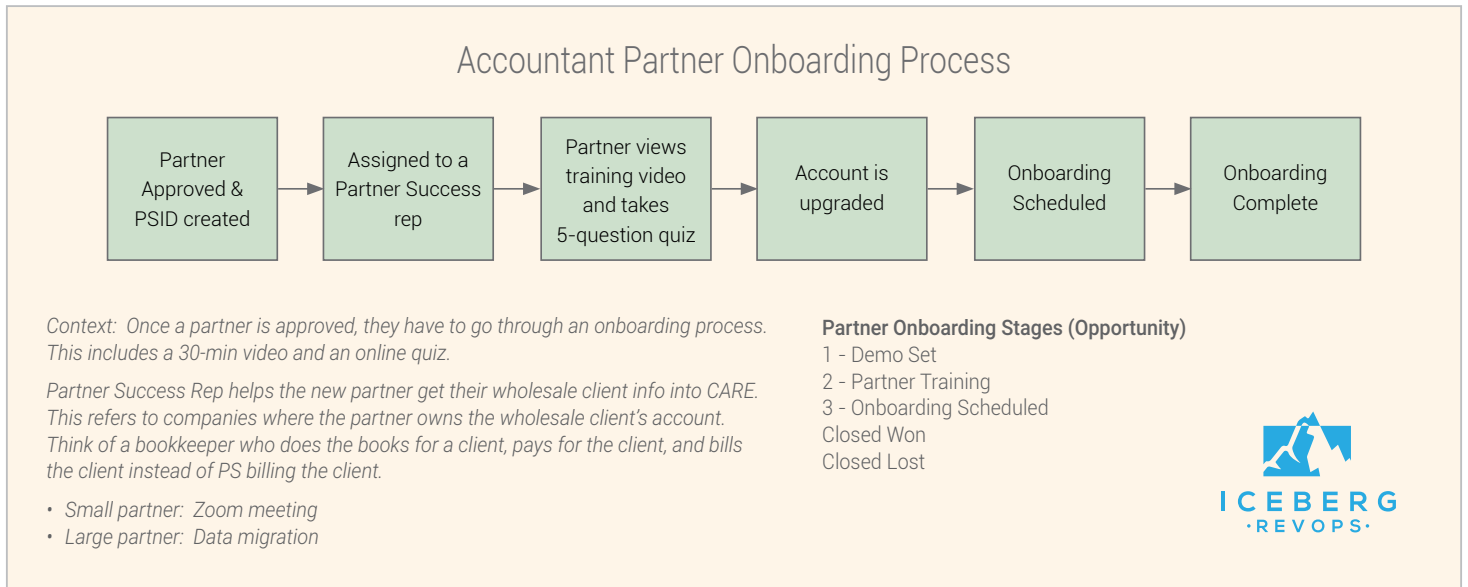 Accountant Partner Onboarding Process
Partner
Approved &
PSID created
Assigned to a
Partner Success
rep
Partner views
training video
and takes
5-question quiz
Account is
upgraded
Onboarding
Scheduled
Onboarding
Complete
Context:  Once a partner is approved, they have to go through an onboarding process.
This includes a 30-min video and an online quiz.
Partner Success Rep helps the new partner get their wholesale client info into CARE.
This refers to companies where the partner owns the wholesale client's account.
Think of a bookkeeper who does the books for a client, pays for the client, and bills
the client instead of PS billing the client.
• Small partner:  Zoom meeting
• Large partner:  Data migration
Partner Onboarding Stages (Opportunity)
1 - Demo Set
2 - Partner Training
3 - Onboarding Scheduled
Closed Won
Closed Lost
ICEBERG
·REVOPS·